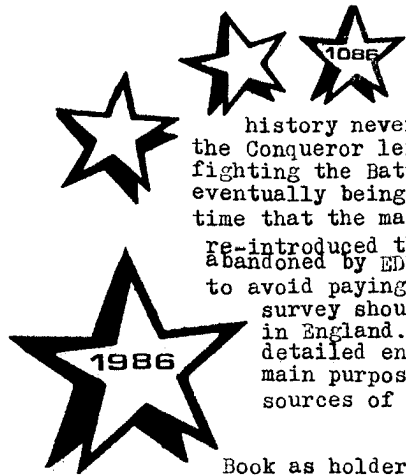 1086
history never
the Conqueror le
fighting the Bat
eventually being
time that the ma
re-introduced t
abandoned by ED
to avoid paying
survey shou
in England.
1986
detailed en
main purpos
sources of
Book as holder